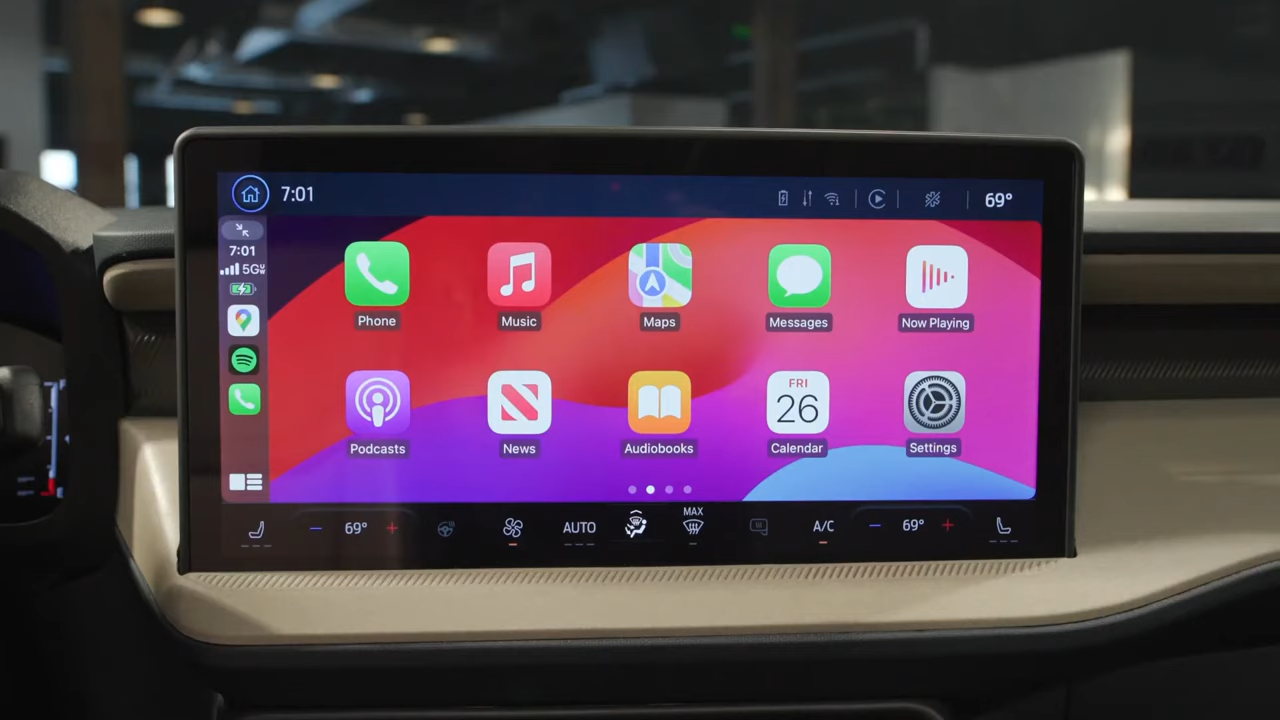 7:01
69°
7:01
5G UW
Phone
Music
Maps
Messages
Now Playing
FRI
26
Podcasts
News
Audiobooks
Calendar
Settings
69°
AUTO
MAX
A/C
69°